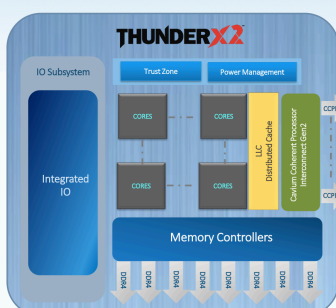 THUNDERX2
IO Subsystem
Trust Zone
Power Management
CORES
CORES
CORES
CORES
Integrated
IO
LLC
Distributed Cache
Cavium Coherent Processor
Interconnect Gen2
CCPI
CCPI
Memory Controllers
DDR4
DDR4
DDR4
DDR4
DDR4
DDR4
DDR4
DDR4